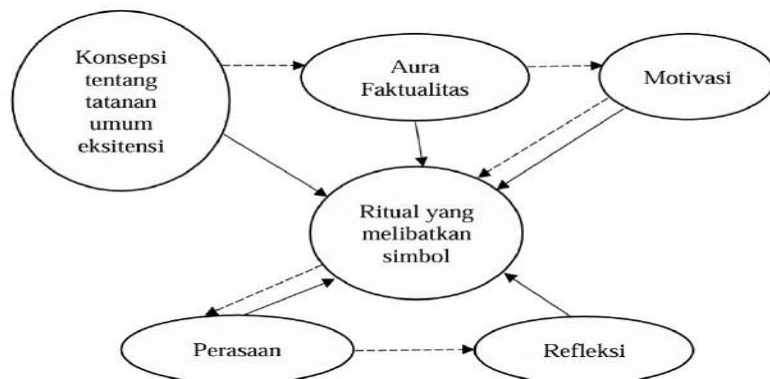 Konsepsi
tentang
tatanan
umum
eksitensi
Aura
Faktualitas
Motivasi
Ritual yang
melibatkan
simbol
Perasaan
Refleksi